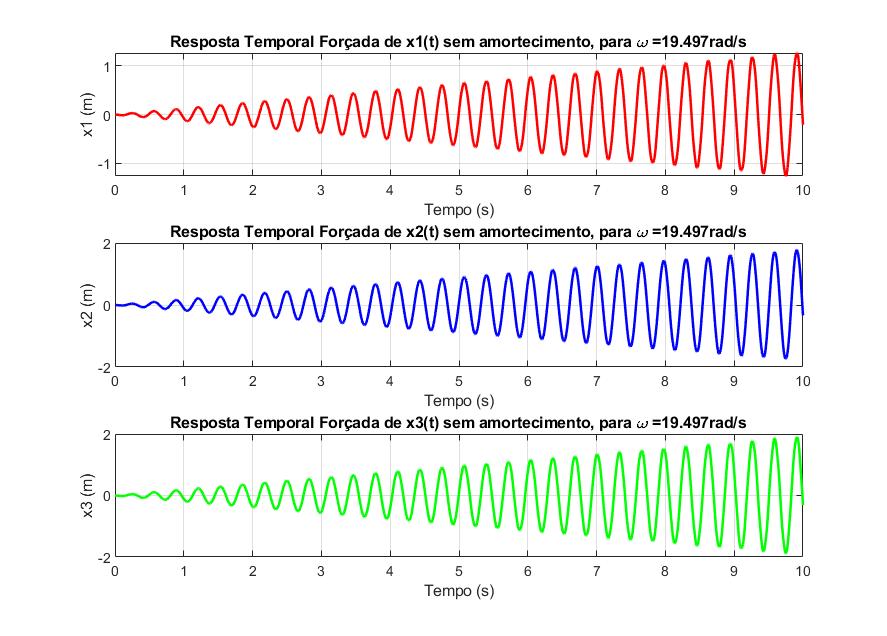 Resposta Temporal Forçada de x1(t) sem amortecimento, para ω =19.497rad/s
1
0
-1
x1 (m)
0 1 2 3 4 5 6 7 8 9 10
Tempo (s)
Resposta Temporal Forçada de x2(t) sem amortecimento, para ω =19.497rad/s
2
0
-2
x2 (m)
0 1 2 3 4 5 6 7 8 9 10
Tempo (s)
Resposta Temporal Forçada de x3(t) sem amortecimento, para ω =19.497rad/s
2
0
-2
x3 (m)
0 1 2 3 4 5 6 7 8 9 10
Tempo (s)